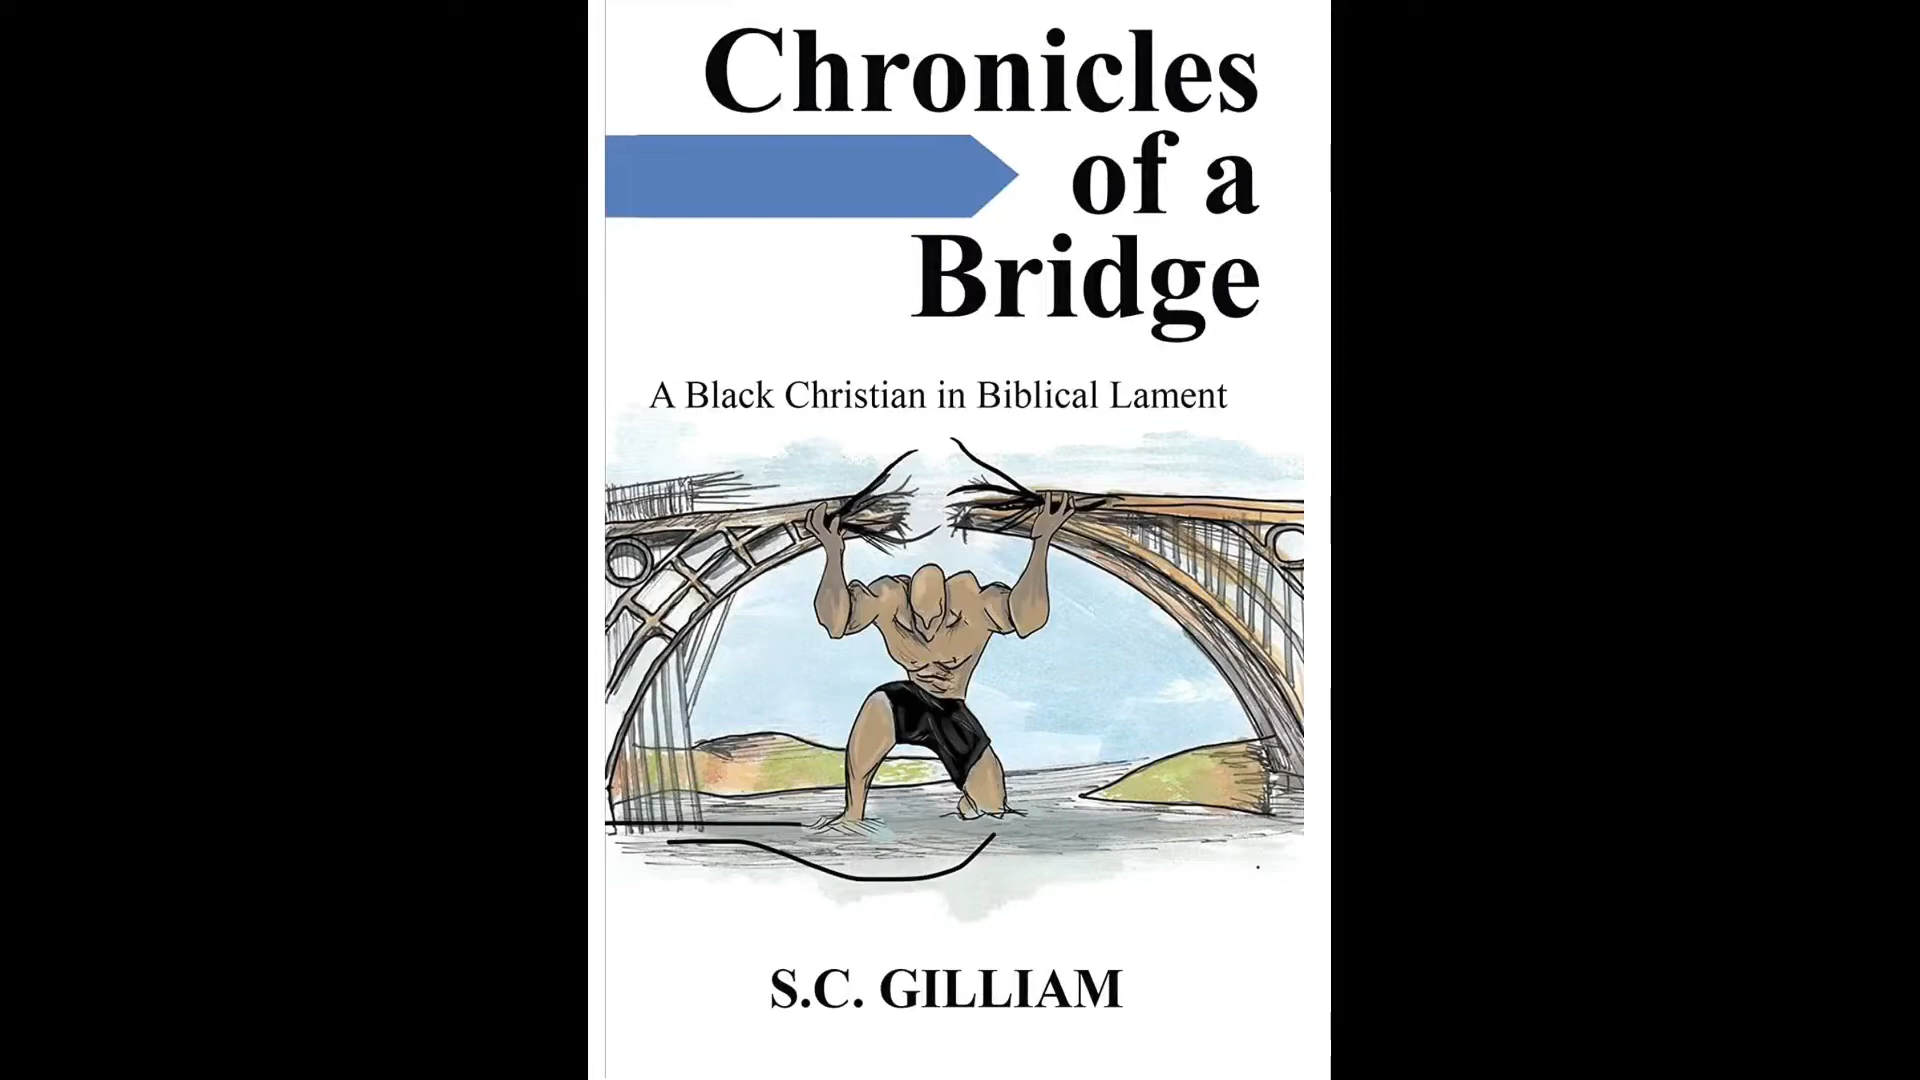 Chronicles
of a
Bridge
A Black Christian in Biblical Lament
S.C. GILLIAM